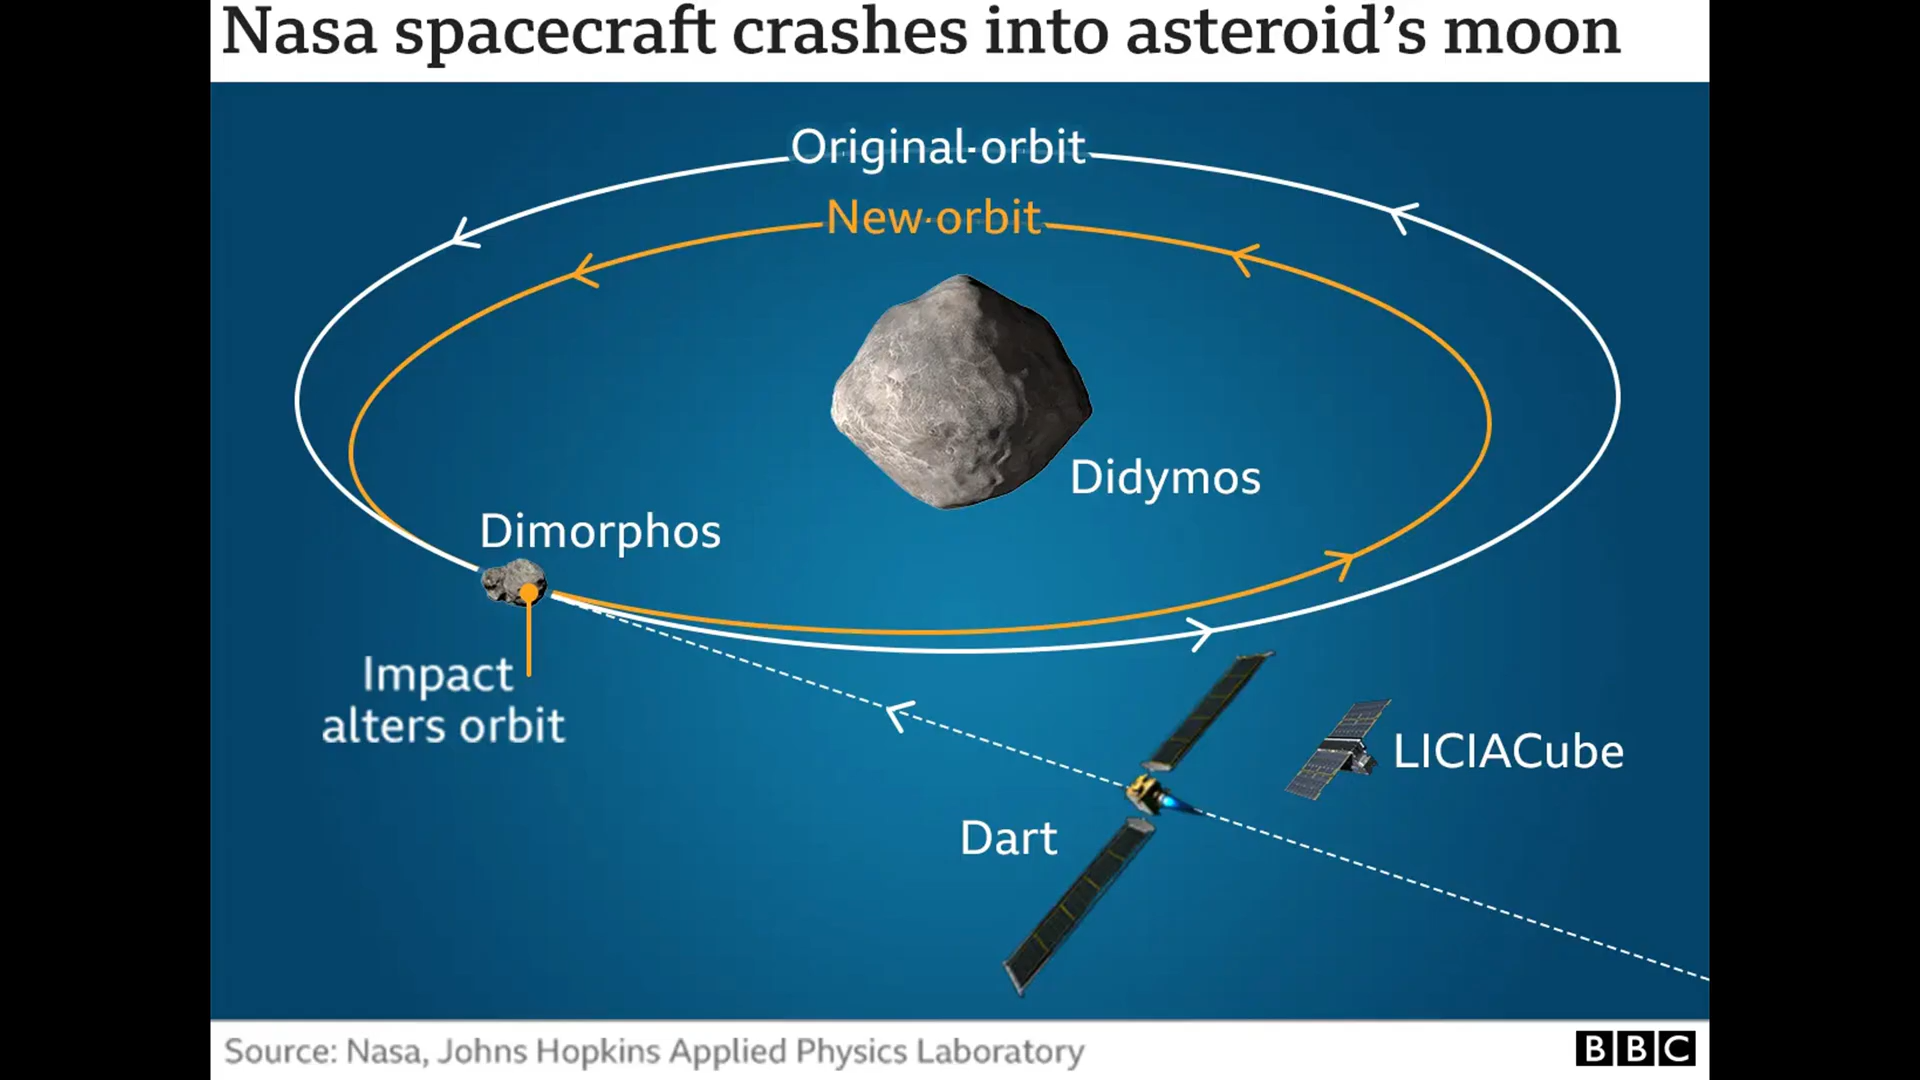 Nasa spacecraft crashes into asteroid’s moon
Original orbit
New orbit
Didymos
Dimorphos
Impact
alters orbit
LICIACube
Dart
Source: Nasa, Johns Hopkins Applied Physics Laboratory
BBC